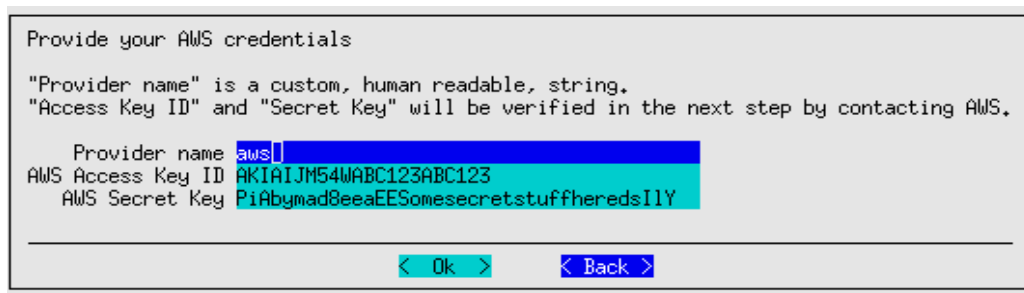 Provide your AWS credentials
"Provider name" is a custom, human readable, string.
"Access Key ID" and "Secret Key" will be verified in the next step by contacting AWS.
Provider name aws
AWS Access Key ID AKIAIJM54WABC123ABC123
AWS Secret Key PiAbymad8eeaEESomesecretstuffheredsIlY
< Ok > < Back >